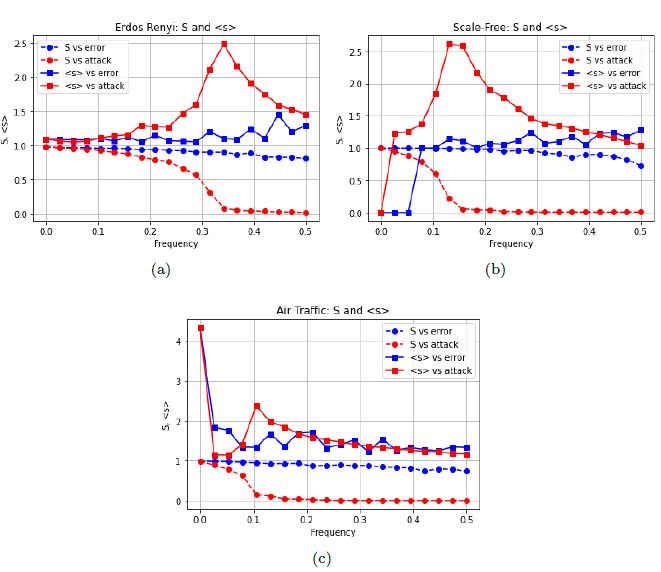 Erdos Renyi: S and <s>
S vs error
S vs attack
<s> vs error
<s> vs attack
S, <s>
2.5
2.0
1.5
1.0
0.5
0.0
0.0 0.1 0.2 0.3 0.4 0.5
Frequency
(a)
Scale-Free: S and <s>
S vs error
S vs attack
<s> vs error
<s> vs attack
S, <s>
2.5
2.0
1.5
1.0
0.5
0.0
0.0 0.1 0.2 0.3 0.4 0.5
Frequency
(b)
Air Traffic: S and <s>
S vs error
S vs attack
<s> vs error
<s> vs attack
S, <s>
4
3
2
1
0
0.0 0.1 0.2 0.3 0.4 0.5
Frequency
(c)